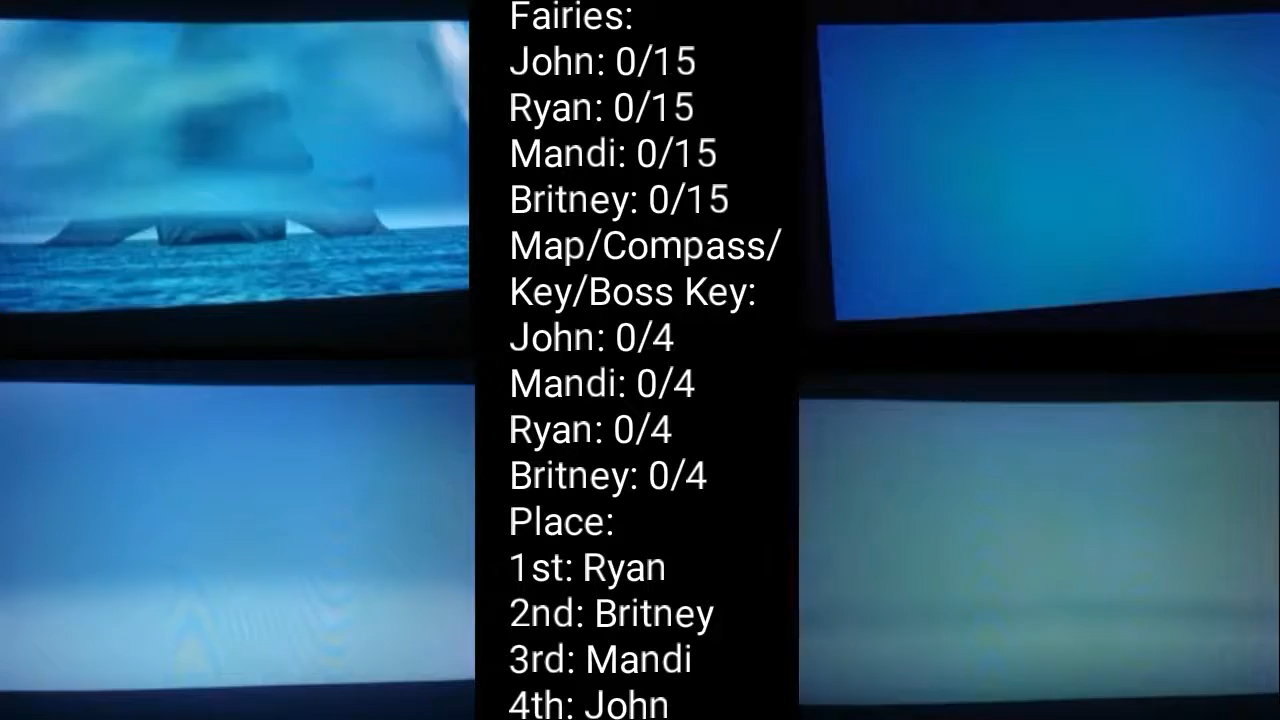 Fairies:
John: 0/15
Ryan: 0/15
Mandi: 0/15
Britney: 0/15
Map/Compass/
Key/Boss Key:
John: 0/4
Mandi: 0/4
Ryan: 0/4
Britney: 0/4
Place:
1st: Ryan
2nd: Britney
3rd: Mandi
4th: John